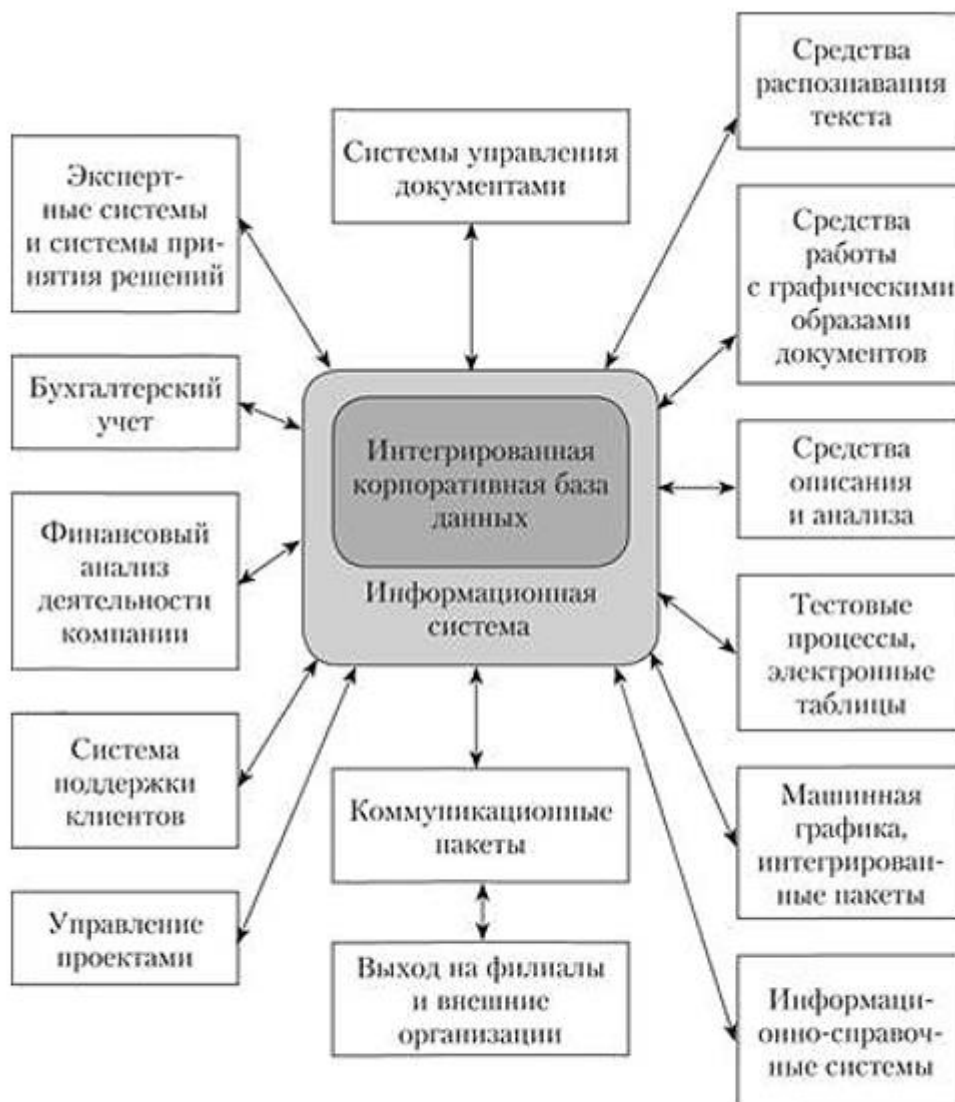 Средства
распознавания
текста
Системы управления
документами
Эксперт-
ные системы
и системы при-
нятия решений
Средства
работы
с графическими
образами
документов
Бухгалтерский
учет
Интегрированная
корпоративная база
данных
Информационная
система
Средства
описания
и анализа
Финансовый
анализ
деятельности
компании
Тестовые
процессы,
электронные
таблицы
Система
поддержки
клиентов
Коммуникационные
пакеты
Машинная
графика,
интегрирован-
ные пакеты
Управление
проектами
Выход на филиалы
и внешние
организации
Информаци-
онно-справоч-
ные системы